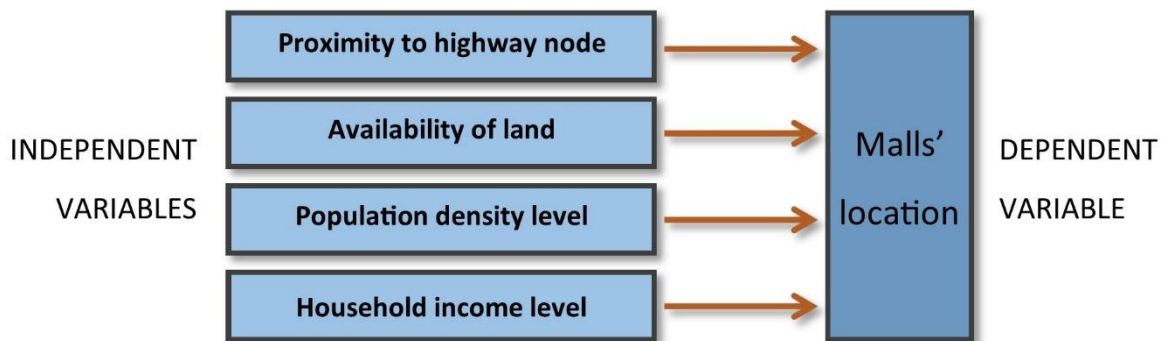 INDEPENDENT
VARIABLES
Proximity to highway node
Availability of land
Population density level
Household income level
Malls’
location
DEPENDENT
VARIABLE